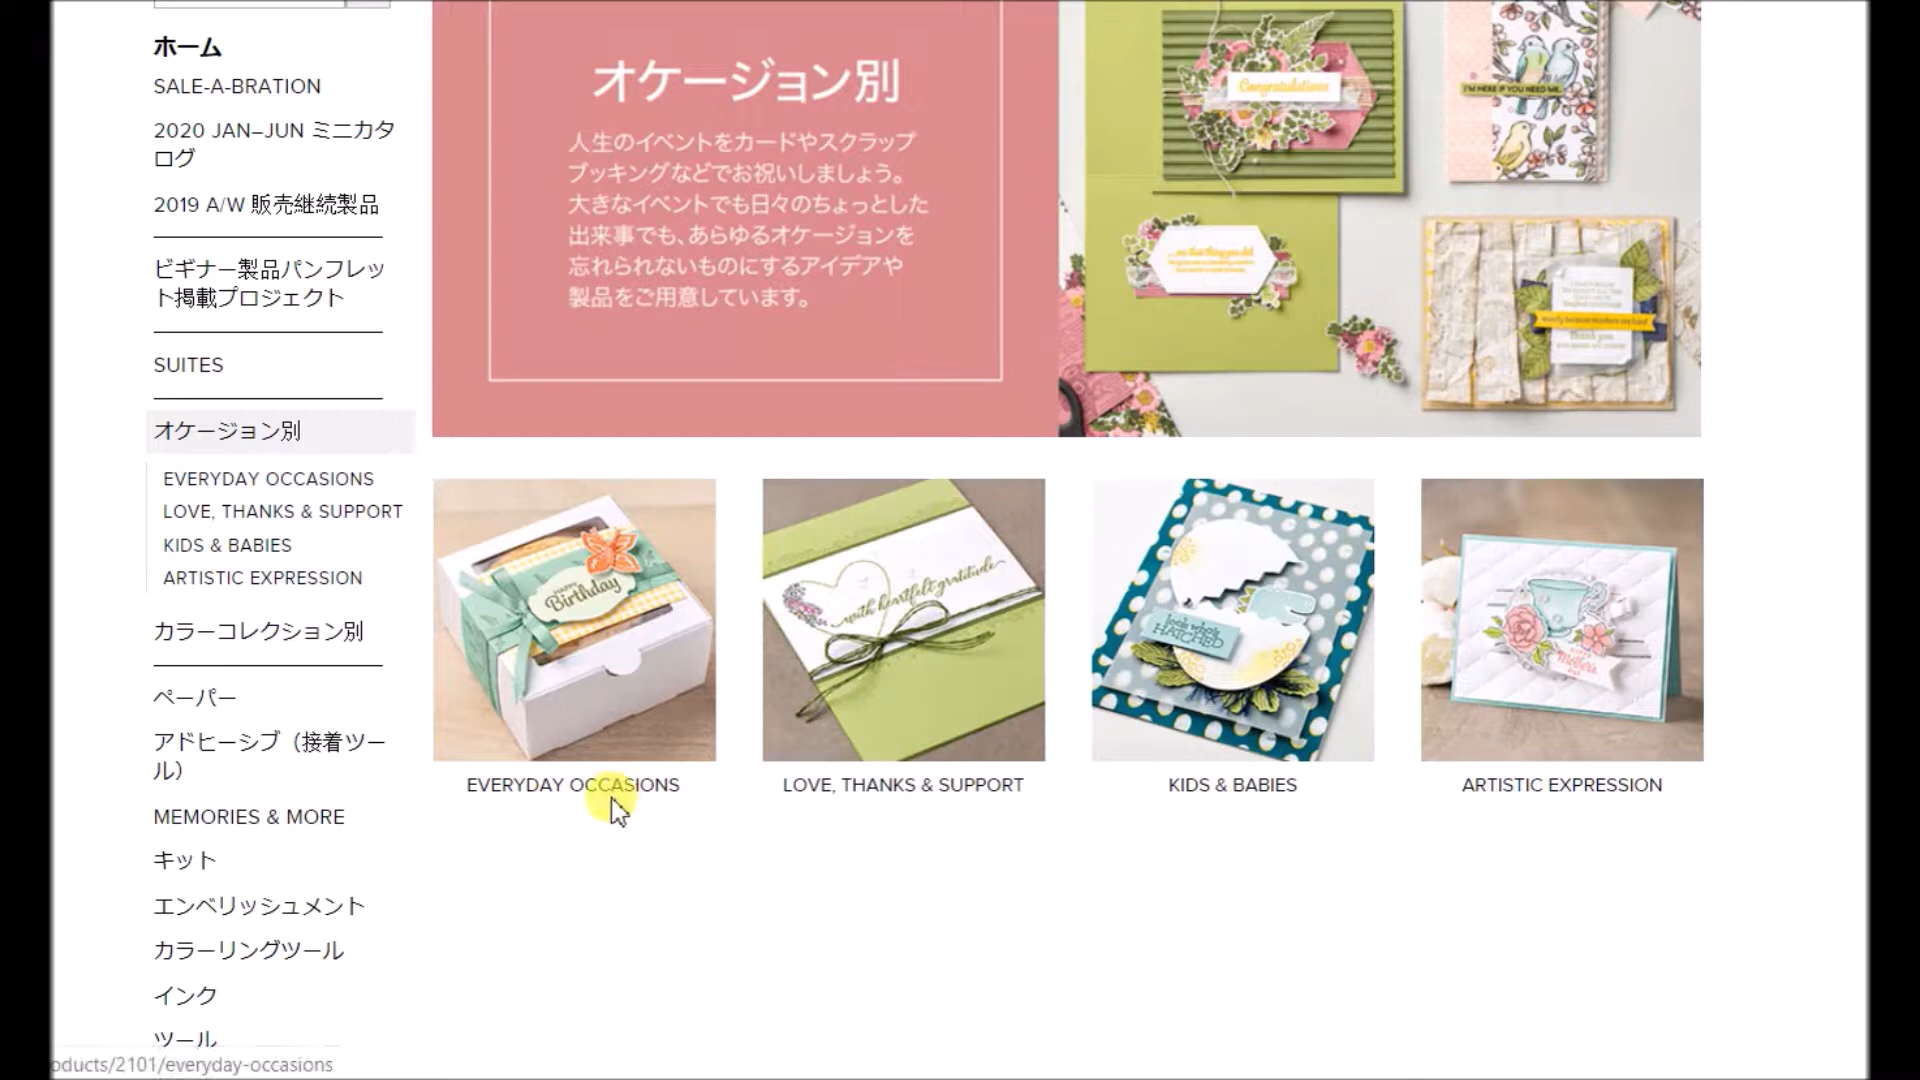 ホーム
SALE-A-BRATION
2020 JAN–JUN ミニカタ
ログ
2019 A/W 販売継続製品
ビギナー製品パンフレッ
ト掲載プロジェクト
SUITES
オケージョン別
EVERYDAY OCCASIONS
LOVE, THANKS & SUPPORT
KIDS & BABIES
ARTISTIC EXPRESSION
カラーコレクション別
ペーパー
アドヒーシブ（接着ツー
ル）
MEMORIES & MORE
キット
エンベリッシュメント
カラーリングツール
インク
ツール
オケージョン別
人生のイベントをカードやスクラップ
ブッキングなどでお祝いしましょう。
大きなイベントでも日々のちょっとした
出来事でも、あらゆるオケージョンを
忘れられないものにするアイデアや
製品をご用意しています。
Congratulations
I'M HERE IF YOU NEED ME.
Thank you
HAPPY
Birthday
with heartfelt gratitude
look who's
HATCHED
mother's
EVERYDAY OCCASIONS
LOVE, THANKS & SUPPORT
KIDS & BABIES
ARTISTIC EXPRESSION
oducts/2101/everyday-occasions